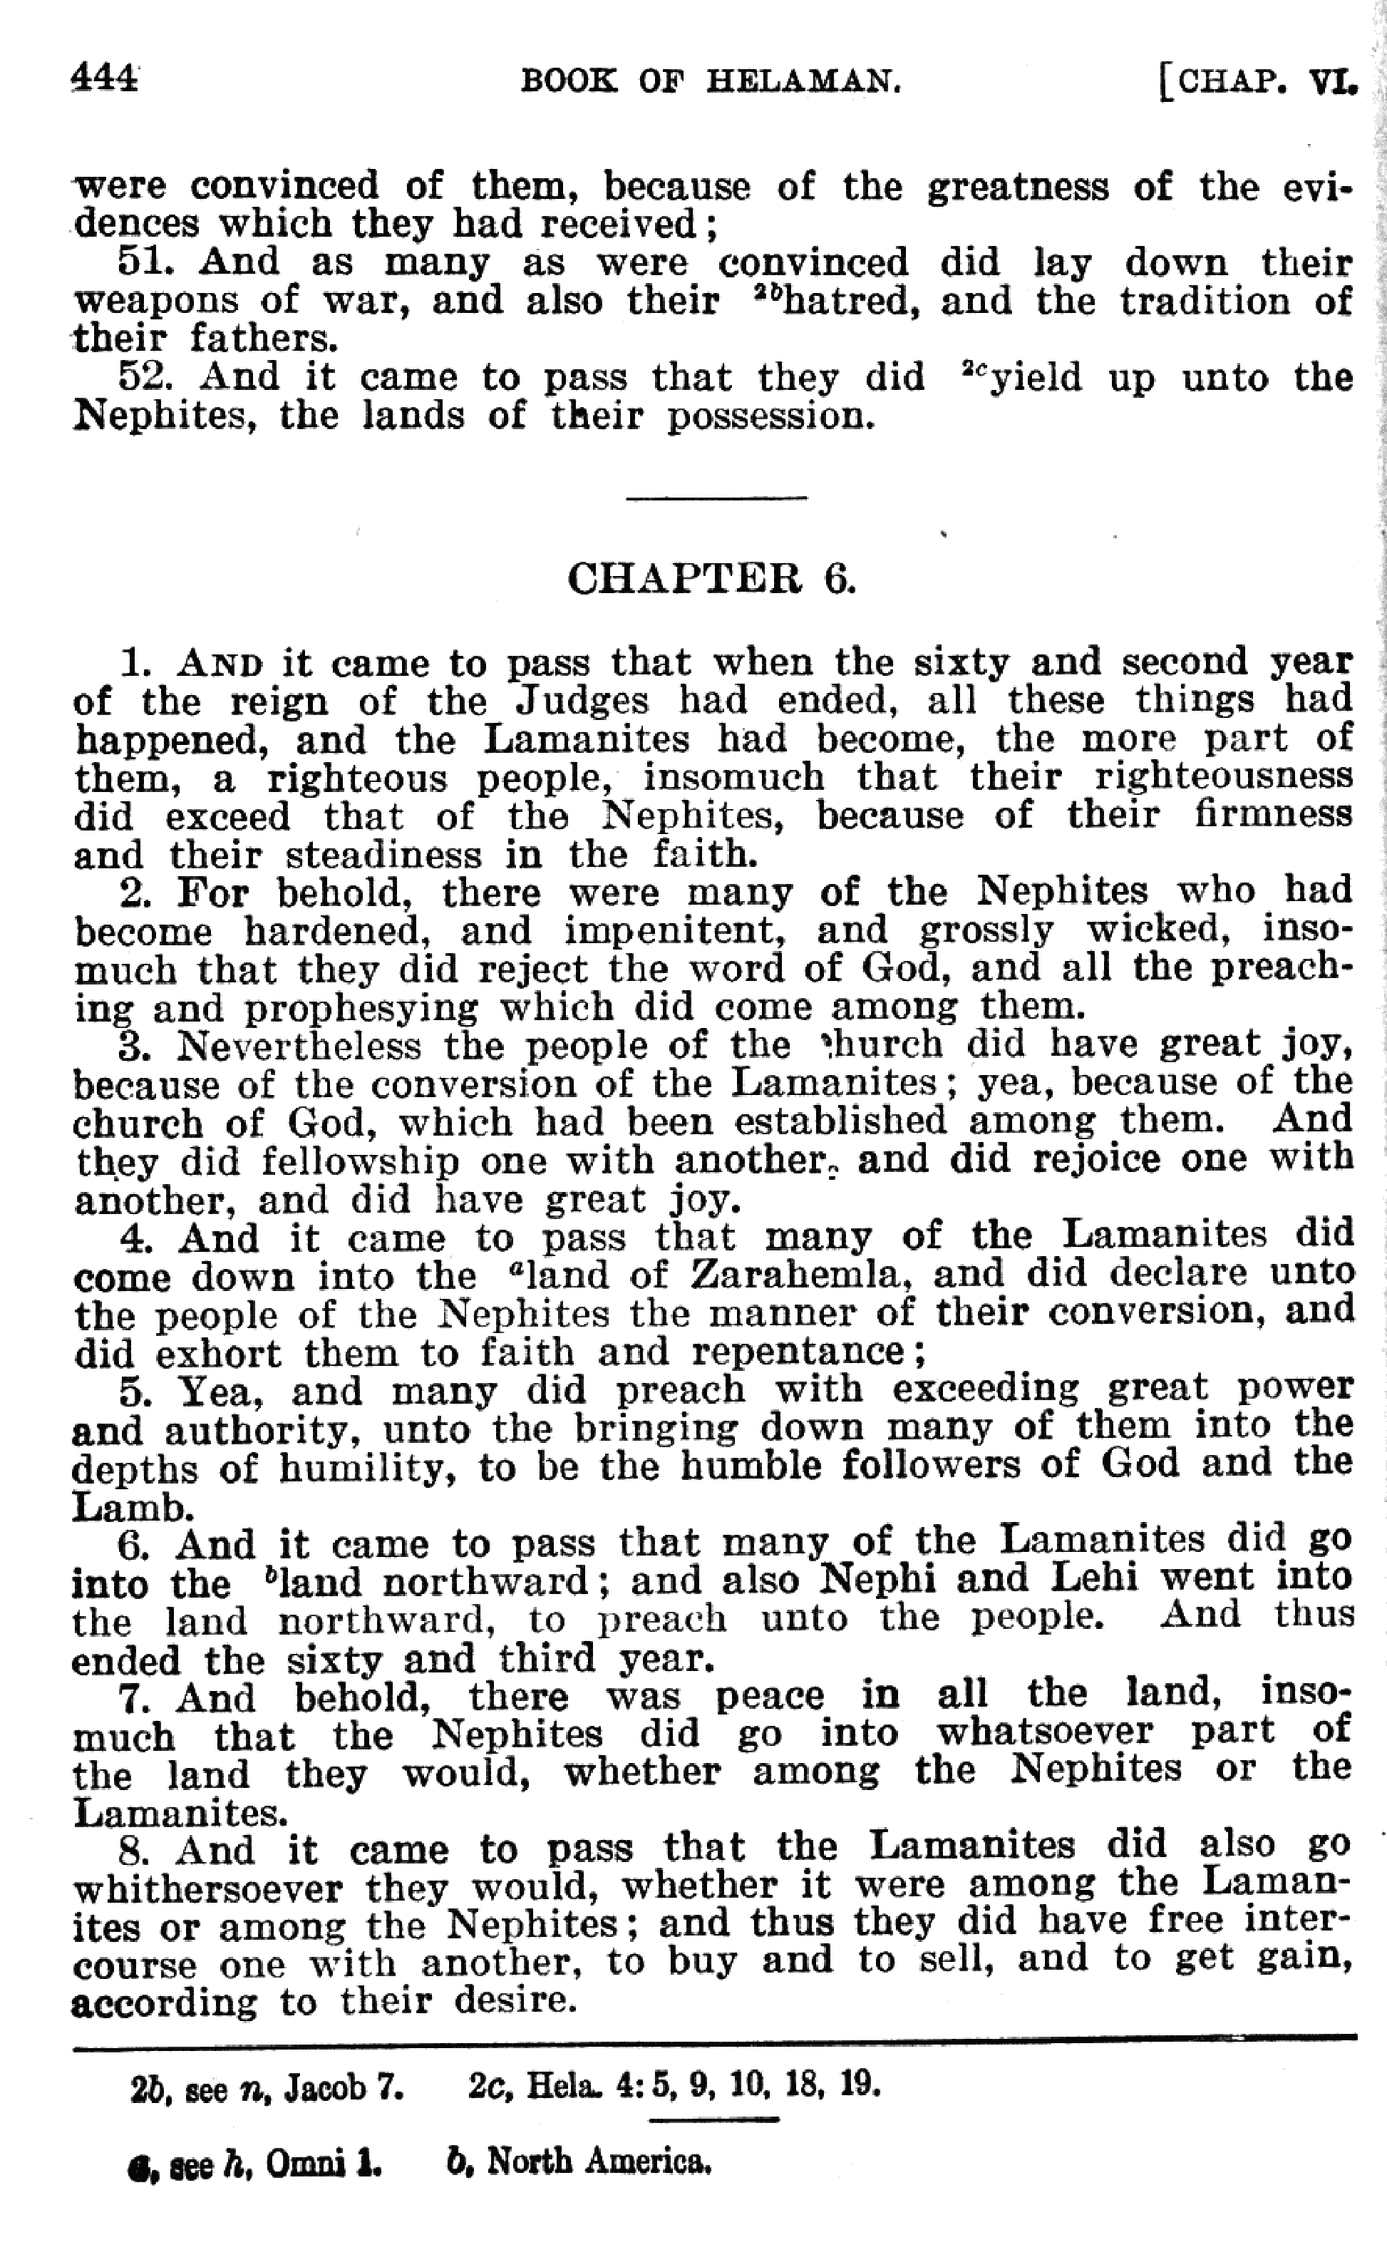 444 BOOK OF HELAMAN. [CHAP. VI.
were convinced of them, because of the greatness of the evi-
dences which they had received;
51. And as many as were convinced did lay down their
weapons of war, and also their 2bhatred, and the tradition of
their fathers.
52. And it came to pass that they did 2cyield up unto the
Nephites, the lands of their possession.
CHAPTER 6.
1. AND it came to pass that when the sixty and second year
of the reign of the Judges had ended, all these things had
happened, and the Lamanites had become, the more part of
them, a righteous people, insomuch that their righteousness
did exceed that of the Nephites, because of their firmness
and their steadiness in the faith.
2. For behold, there were many of the Nephites who had
become hardened, and impenitent, and grossly wicked, inso-
much that they did reject the word of God, and all the preach-
ing and prophesying which did come among them.
3. Nevertheless the people of the church did have great joy,
because of the conversion of the Lamanites; yea, because of the
church of God, which had been established among them. And
they did fellowship one with another, and did rejoice one with
another, and did have great joy.
4. And it came to pass that many of the Lamanites did
come down into the aland of Zarahemla, and did declare unto
the people of the Nephites the manner of their conversion, and
did exhort them to faith and repentance;
5. Yea, and many did preach with exceeding great power
and authority, unto the bringing down many of them into the
depths of humility, to be the humble followers of God and the
Lamb.
6. And it came to pass that many of the Lamanites did go
into the bland northward; and also Nephi and Lehi went into
the land northward, to preach unto the people. And thus
ended the sixty and third year.
7. And behold, there was peace in all the land, inso-
much that the Nephites did go into whatsoever part of
the land they would, whether among the Nephites or the
Lamanites.
8. And it came to pass that the Lamanites did also go
whithersoever they would, whether it were among the Laman-
ites or among the Nephites; and thus they did have free inter-
course one with another, to buy and to sell, and to get gain,
according to their desire.
2b, see n, Jacob 7. 2c, Hela. 4:5, 9, 10, 18, 19.
a, see h, Omni 1. b, North America.